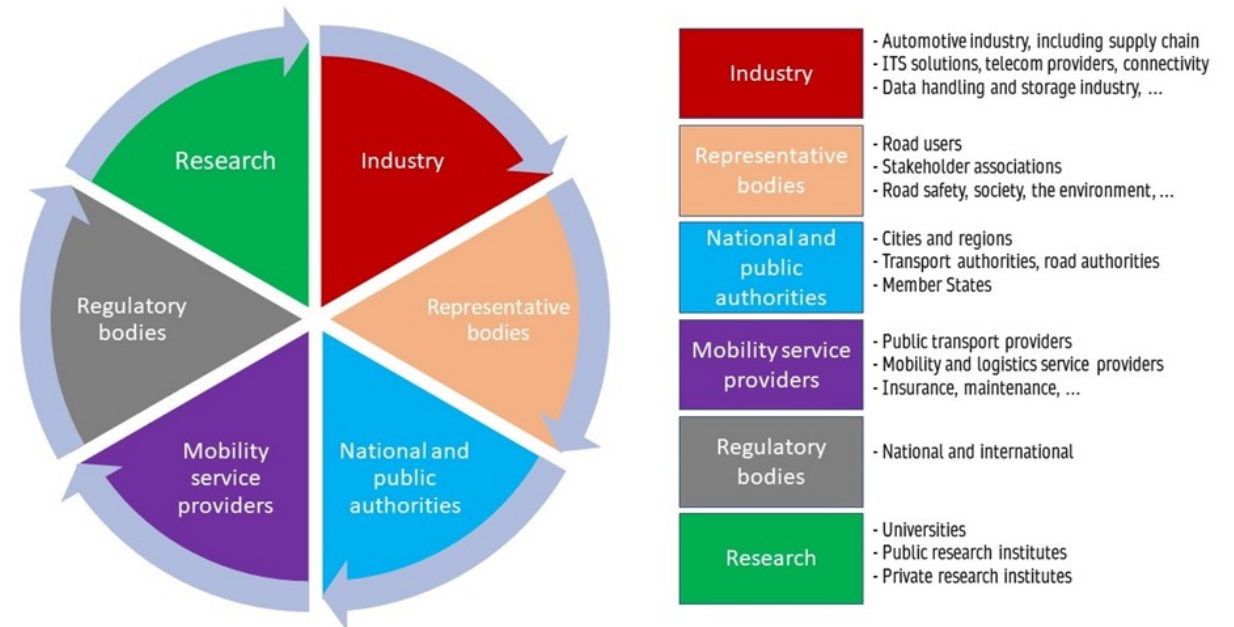 Research
Industry
Regulatory
bodies
Representative
bodies
Mobility
service
providers
National and
public
authorities
Industry
- Automotive industry, including supply chain
- ITS solutions, telecom providers, connectivity
- Data handling and storage industry, ...
Representative
bodies
- Road users
- Stakeholder associations
- Road safety, society, the environment, ...
National and
public
authorities
- Cities and regions
- Transport authorities, road authorities
- Member States
Mobility service
providers
- Public transport providers
- Mobility and logistics service providers
- Insurance, maintenance, ...
Regulatory
bodies
- National and international
Research
- Universities
- Public research institutes
- Private research institutes